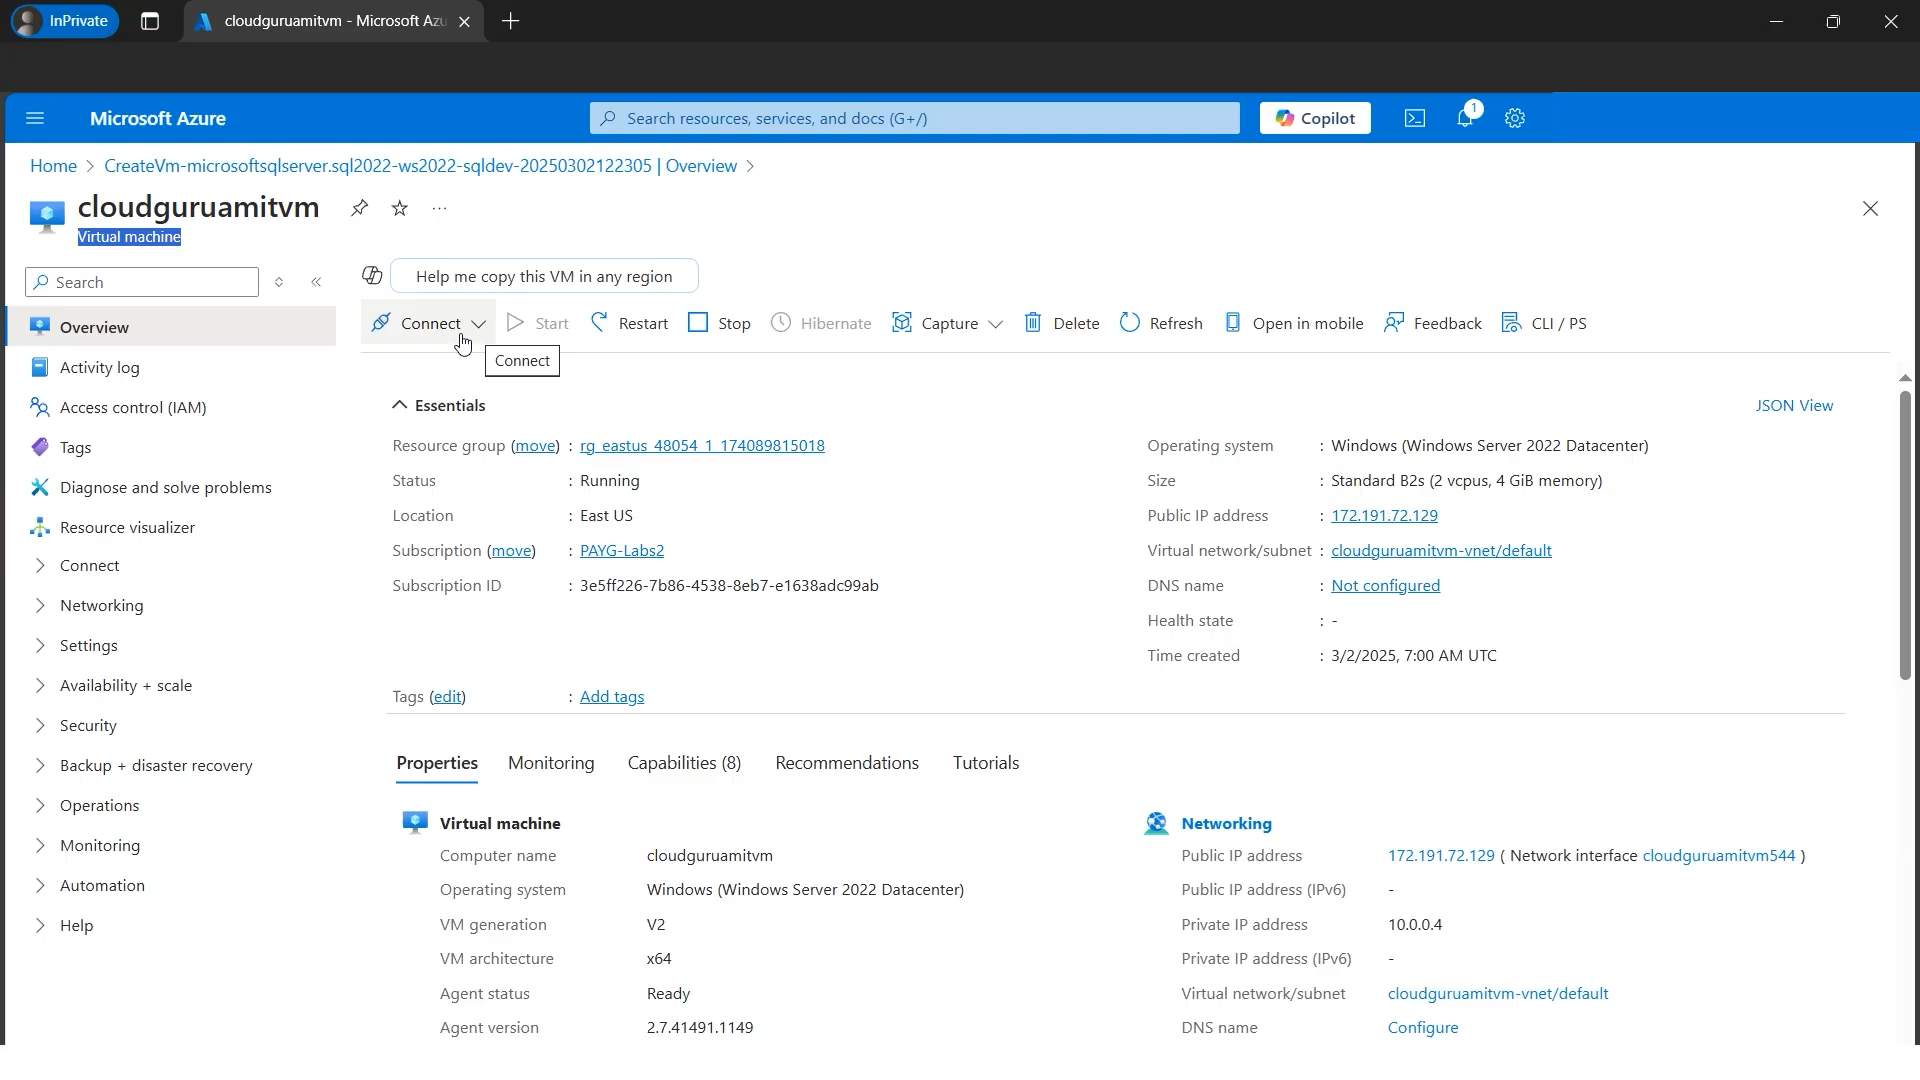 InPrivate
cloudguruamitvm - Microsoft Azu
Microsoft Azure
Search resources, services, and docs (G+/)
Copilot
1
Home > CreateVm-microsoftsqlserver.sql2022-ws2022-sqldev-20250302122305 | Overview >
cloudguruamitvm
Virtual machine
Search
Help me copy this VM in any region
Connect
Start
Restart
Stop
Hibernate
Capture
Delete
Refresh
Open in mobile
Feedback
CLI / PS
Connect
Overview
Activity log
Access control (IAM)
Tags
Diagnose and solve problems
Resource visualizer
Connect
Networking
Settings
Availability + scale
Security
Backup + disaster recovery
Operations
Monitoring
Automation
Help
Essentials
JSON View
Resource group (move) : rg_eastus_48054_1_174089815018
Status : Running
Location : East US
Subscription (move) : PAYG-Labs2
Subscription ID : 3e5ff226-7b86-4538-8eb7-e1638adc99ab
Operating system : Windows (Windows Server 2022 Datacenter)
Size : Standard B2s (2 vcpus, 4 GiB memory)
Public IP address : 172.191.72.129
Virtual network/subnet : cloudguruamitvm-vnet/default
DNS name : Not configured
Health state : -
Time created : 3/2/2025, 7:00 AM UTC
Tags (edit) : Add tags
Properties
Monitoring
Capabilities (8)
Recommendations
Tutorials
Virtual machine
Computer name cloudguruamitvm
Operating system Windows (Windows Server 2022 Datacenter)
VM generation V2
VM architecture x64
Agent status Ready
Agent version 2.7.41491.1149
Networking
Public IP address 172.191.72.129 ( Network interface cloudguruamitvm544 )
Public IP address (IPv6) -
Private IP address 10.0.0.4
Private IP address (IPv6) -
Virtual network/subnet cloudguruamitvm-vnet/default
DNS name Configure